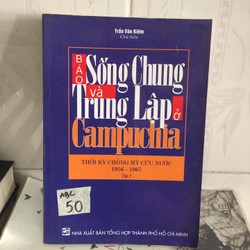 Trần Văn Kiêm
Chủ biên
BÁO
Sống Chung
và
Trung Lập ở
Campuchia
THỜI KỲ CHỐNG MỸ CỨU NƯỚC
1956 - 1967
Tập I
ABC
50
NHÀ XUẤT BẢN TỔNG HỢP THÀNH PHỐ HỒ CHÍ MINH